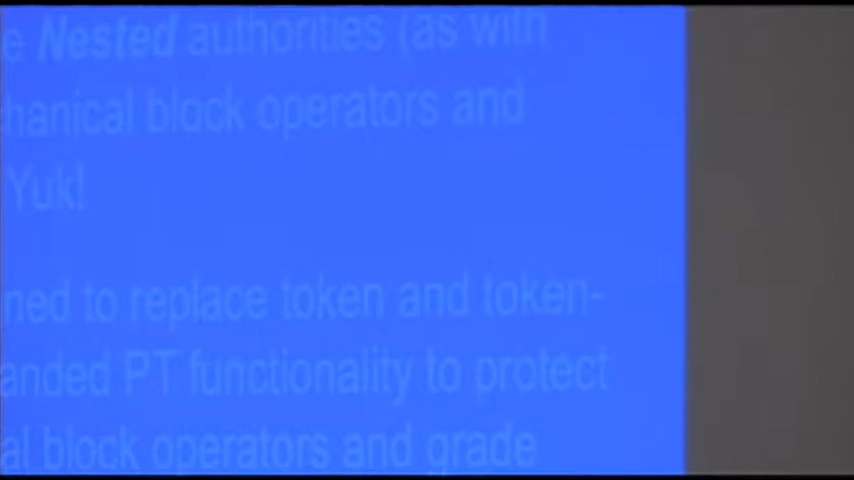 e Nested authorities (as with
hanical block operators and
Yuk!
ned to replace token and token-
anded PT functionality to protect
al block operators and grade